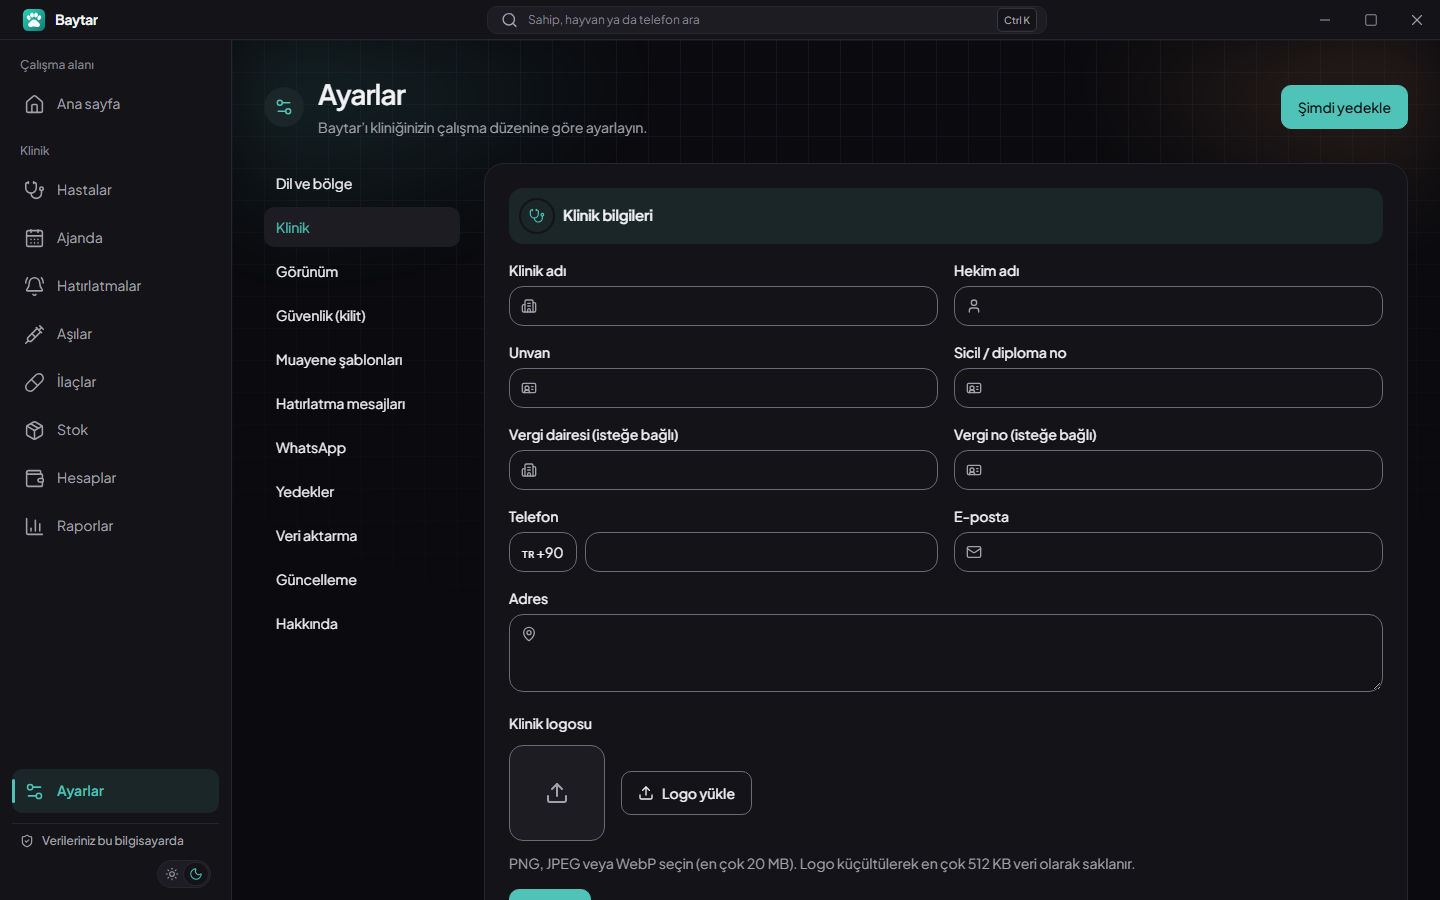 Baytar
Sahip, hayvan ya da telefon ara
Ctrl K
Çalışma alanı
Ana sayfa
Klinik
Hastalar
Ajanda
Hatırlatmalar
Aşılar
İlaçlar
Stok
Hesaplar
Raporlar
Ayarlar
Verileriniz bu bilgisayarda
Ayarlar
Baytar'ı kliniğinizin çalışma düzenine göre ayarlayın.
Şimdi yedekle
Dil ve bölge
Klinik
Görünüm
Güvenlik (kilit)
Muayene şablonları
Hatırlatma mesajları
WhatsApp
Yedekler
Veri aktarma
Güncelleme
Hakkında
Klinik bilgileri
Klinik adı
Hekim adı
Unvan
Sicil / diploma no
Vergi dairesi (isteğe bağlı)
Vergi no (isteğe bağlı)
Telefon
TR +90
E-posta
Adres
Klinik logosu
Logo yükle
PNG, JPEG veya WebP seçin (en çok 20 MB). Logo küçültülerek en çok 512 KB veri olarak saklanır.